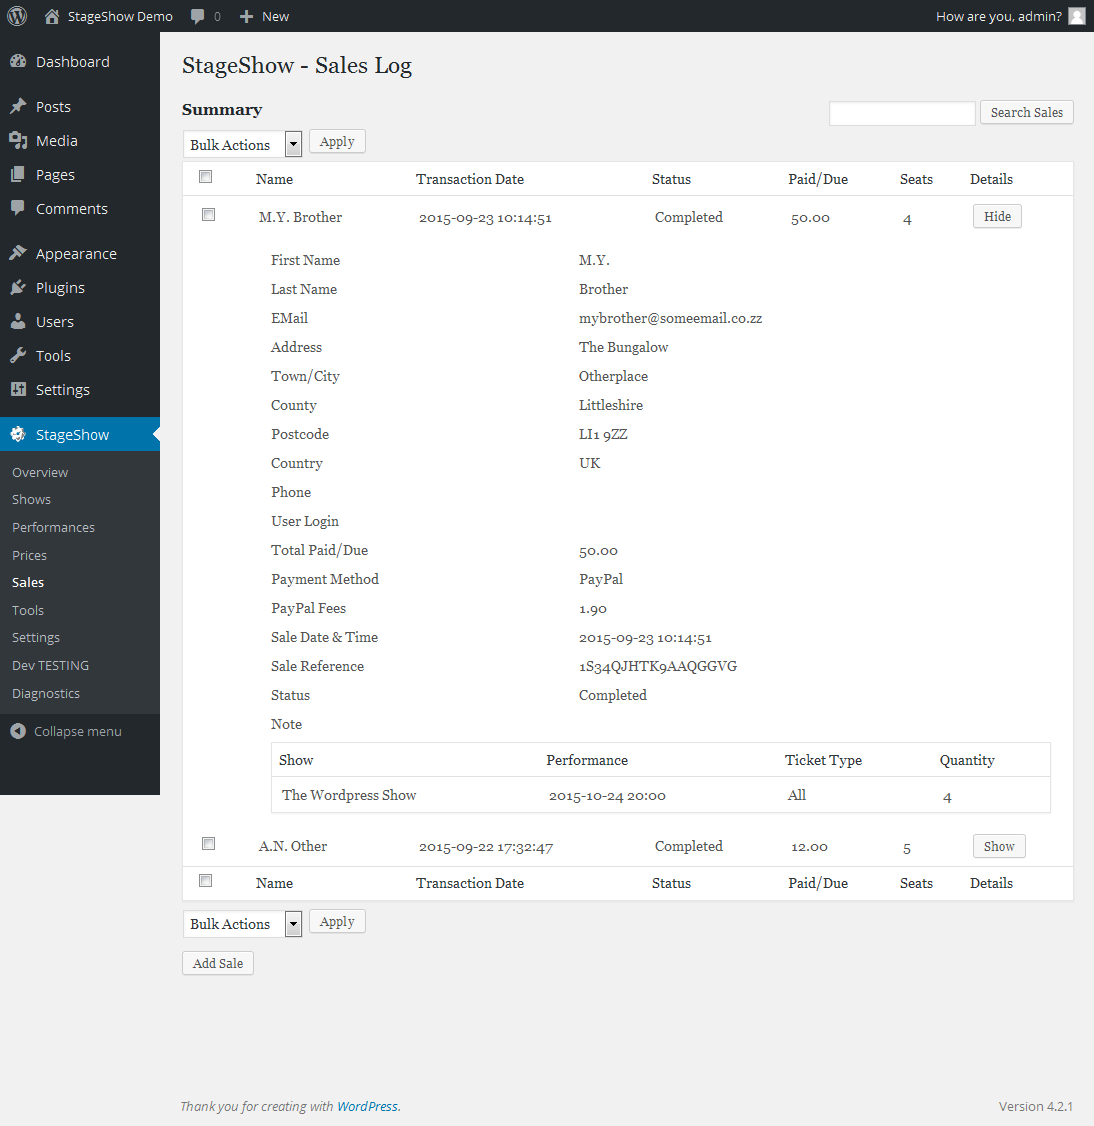 StageShow Demo 0 New How are you, admin?
Dashboard
Posts
Media
Pages
Comments
Appearance
Plugins
Users
Tools
Settings
StageShow
Overview
Shows
Performances
Prices
Sales
Tools
Settings
Dev TESTING
Diagnostics
Collapse menu
StageShow - Sales Log
Summary
Search Sales
Bulk Actions Apply
Name Transaction Date Status Paid/Due Seats Details
M.Y. Brother 2015-09-23 10:14:51 Completed 50.00 4 Hide
First Name M.Y.
Last Name Brother
EMail mybrother@someemail.co.zz
Address The Bungalow
Town/City Otherplace
County Littleshire
Postcode LI1 9ZZ
Country UK
Phone
User Login
Total Paid/Due 50.00
Payment Method PayPal
PayPal Fees 1.90
Sale Date & Time 2015-09-23 10:14:51
Sale Reference 1S34QJHTK9AAQGGVG
Status Completed
Note
Show Performance Ticket Type Quantity
The Wordpress Show 2015-10-24 20:00 All 4
A.N. Other 2015-09-22 17:32:47 Completed 12.00 5 Show
Name Transaction Date Status Paid/Due Seats Details
Bulk Actions Apply
Add Sale
Thank you for creating with WordPress. Version 4.2.1